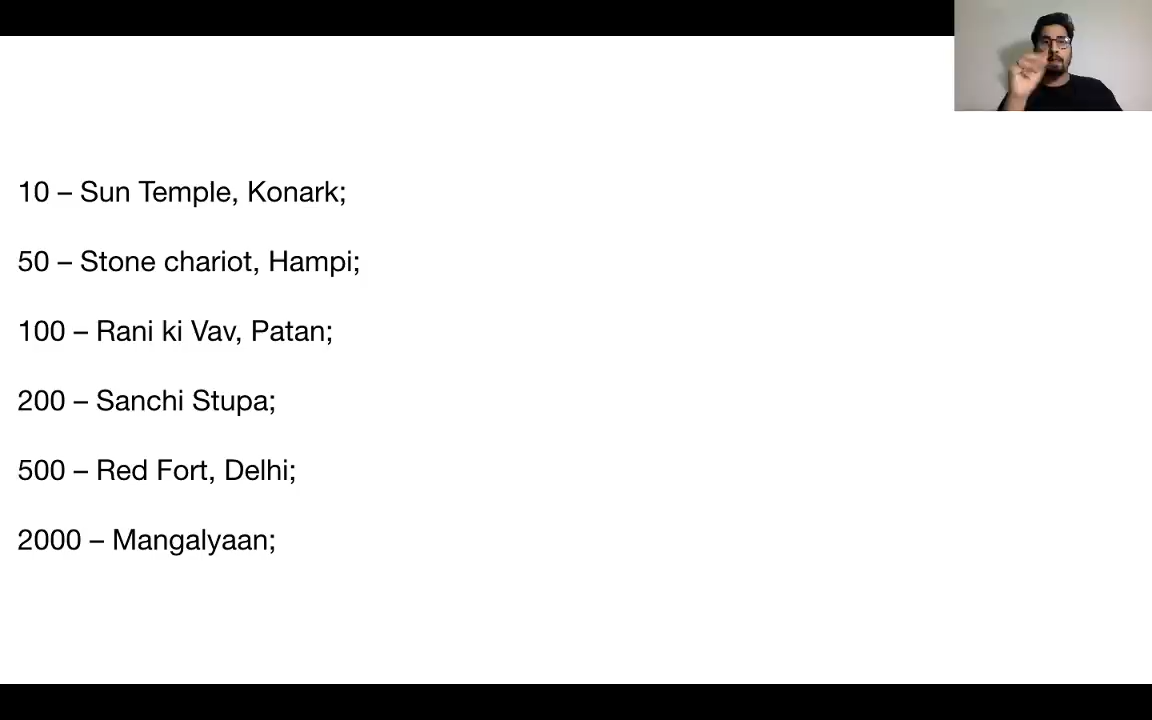 10 – Sun Temple, Konark;
50 – Stone chariot, Hampi;
100 – Rani ki Vav, Patan;
200 – Sanchi Stupa;
500 – Red Fort, Delhi;
2000 – Mangalyaan;